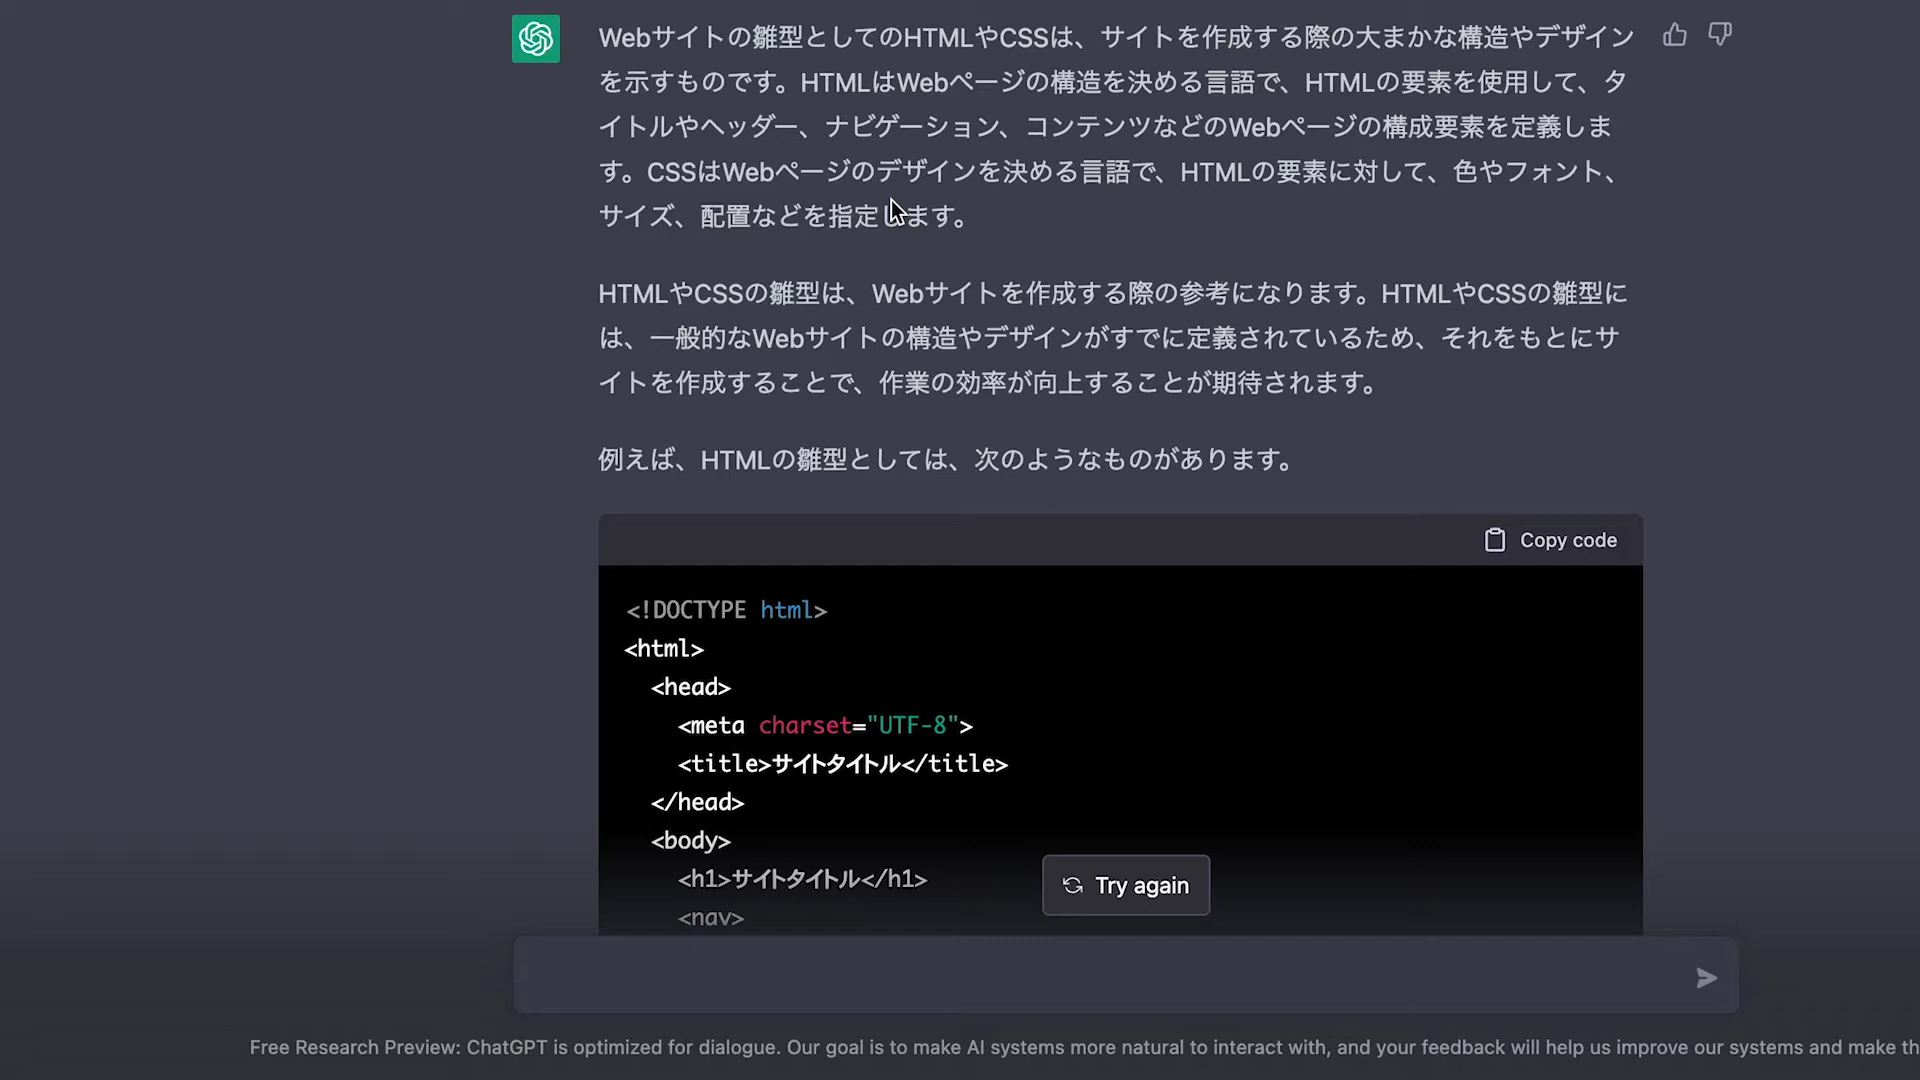 Webサイトの雛型としてのHTMLやCSSは、サイトを作成する際の大まかな構造やデザイン
を示すものです。HTMLはWebページの構造を決める言語で、HTMLの要素を使用して、タ
イトルやヘッダー、ナビゲーション、コンテンツなどのWebページの構成要素を定義しま
す。CSSはWebページのデザインを決める言語で、HTMLの要素に対して、色やフォント、
サイズ、配置などを指定します。
HTMLやCSSの雛型は、Webサイトを作成する際の参考になります。HTMLやCSSの雛型に
は、一般的なWebサイトの構造やデザインがすでに定義されているため、それをもとにサ
イトを作成することで、作業の効率が向上することが期待されます。
例えば、HTMLの雛型としては、次のようなものがあります。
Copy code
<!DOCTYPE html>
<html>
<head>
<meta charset="UTF-8">
<title>サイトタイトル</title>
</head>
<body>
<h1>サイトタイトル</h1>
<nav>
Try again
Free Research Preview: ChatGPT is optimized for dialogue. Our goal is to make AI systems more natural to interact with, and your feedback will help us improve our systems and make th